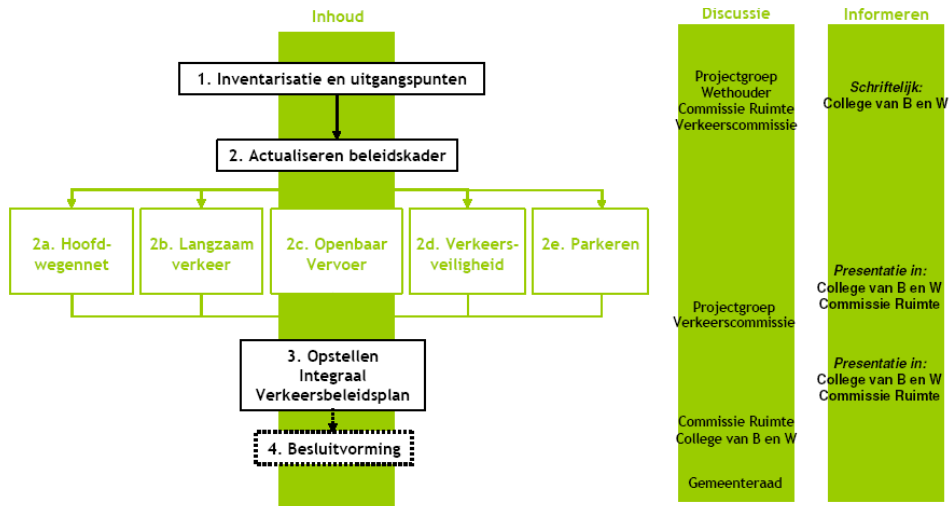 Inhoud
1. Inventarisatie en uitgangspunten
2. Actualiseren beleidskader
2a. Hoofd-
wegennet
2b. Langzaam
verkeer
2c. Openbaar
Vervoer
2d. Verkeers-
veiligheid
2e. Parkeren
3. Opstellen
Integraal
Verkeersbeleidsplan
4. Besluitvorming
Discussie
Projectgroep
Wethouder
Commissie Ruimte
Verkeerscommissie
Projectgroep
Verkeerscommissie
Commissie Ruimte
College van B en W
Gemeenteraad
Informeren
Schriftelijk:
College van B en W
Presentatie in:
College van B en W
Commissie Ruimte
Presentatie in:
College van B en W
Commissie Ruimte